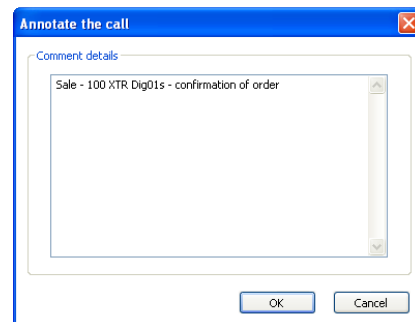 Annotate the call
Comment details
Sale - 100 XTR Dig01s - confirmation of order
OK
Cancel